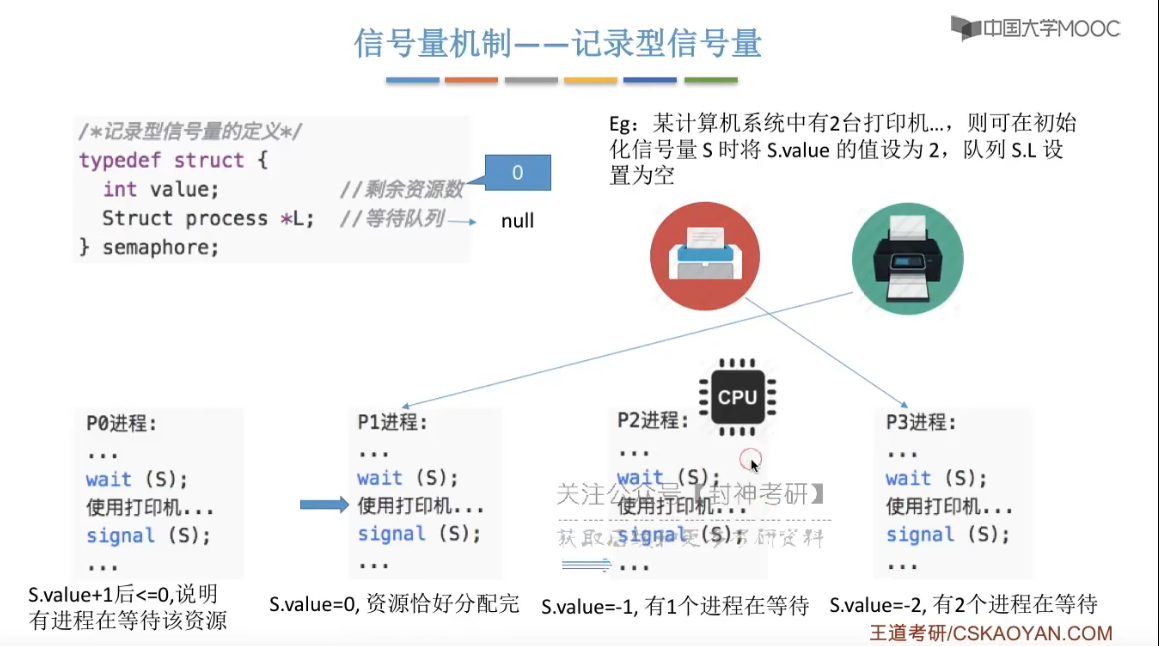 中国大学MOOC
信号量机制——记录型信号量
/*记录型信号量的定义*/
typedef struct {
int value; //剩余资源数
Struct process *L; //等待队列
} semaphore;
0
null
Eg：某计算机系统中有2台打印机…，则可在初始
化信号量 S 时将 S.value 的值设为 2，队列 S.L 设
置为空
CPU
P0进程:
...
wait (S);
使用打印机...
signal (S);
...
P1进程:
...
wait (S);
使用打印机...
signal (S);
...
P2进程:
...
wait (S);
使用打印机...
signal (S);
...
P3进程:
...
wait (S);
使用打印机...
signal (S);
...
关注公众号【封神考研】
S.value+1后<=0,说明
有进程在等待该资源
S.value=0, 资源恰好分配完
S.value=-1, 有1个进程在等待
S.value=-2, 有2个进程在等待
王道考研/CSKAOYAN.COM